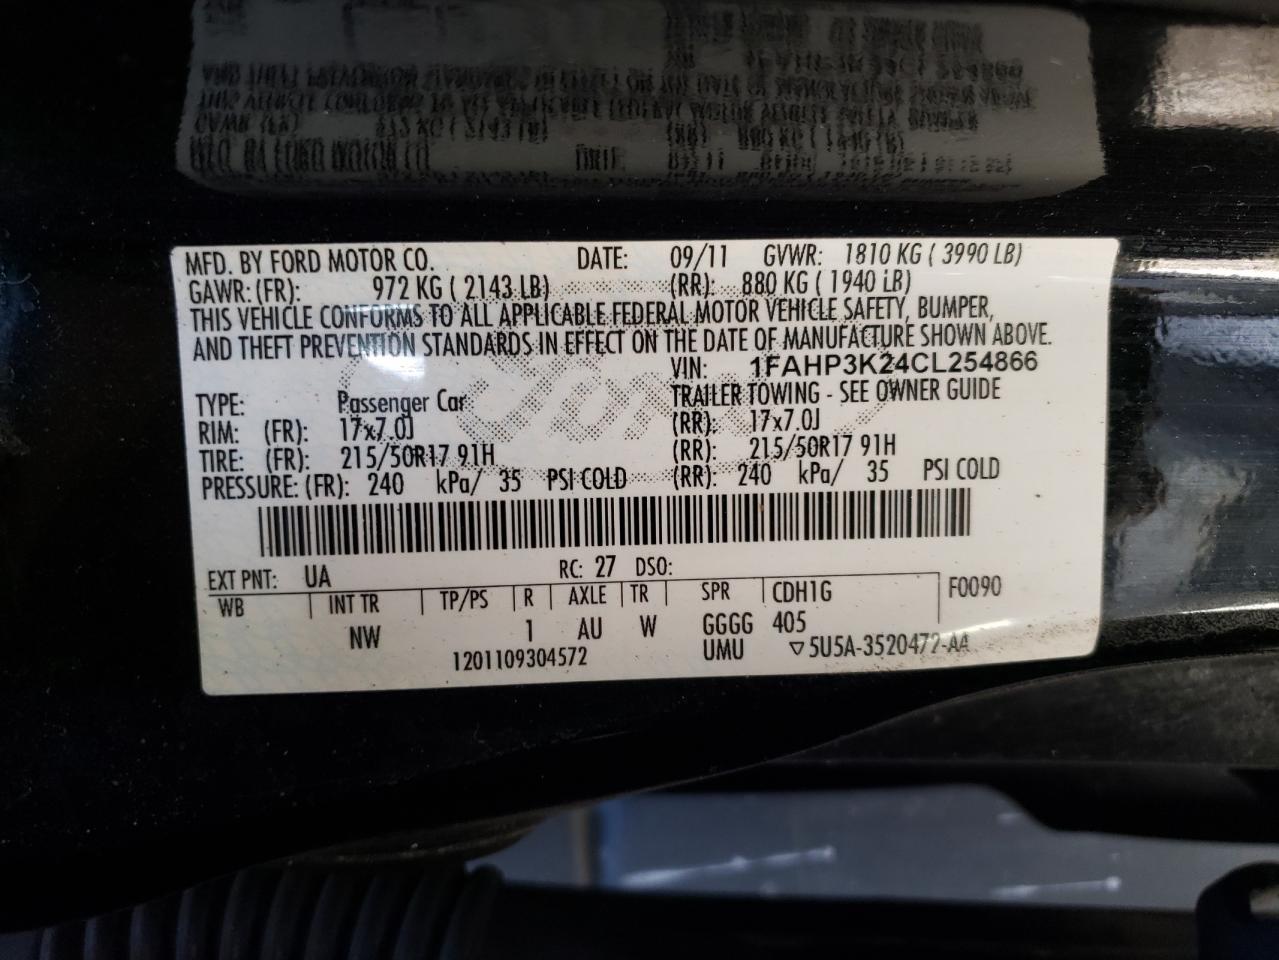 MFD. BY FORD MOTOR CO. DATE: 09/11 GVWR: 1810 KG ( 3990 LB)
GAWR: (FR): 972 KG ( 2143 LB) (RR): 880 KG ( 1940 LB)
THIS VEHICLE CONFORMS TO ALL APPLICABLE FEDERAL MOTOR VEHICLE SAFETY, BUMPER,
AND THEFT PREVENTION STANDARDS IN EFFECT ON THE DATE OF MANUFACTURE SHOWN ABOVE.
VIN: 1FAHP3K24CL254866
TYPE: Passenger Car TRAILER TOWING - SEE OWNER GUIDE
RIM: (FR): 17x7.0J (RR): 17x7.0J
TIRE: (FR): 215/50R17 91H (RR): 215/50R17 91H
PRESSURE: (FR): 240 kPa/ 35 PSI COLD (RR): 240 kPa/ 35 PSI COLD
EXT PNT: UA RC: 27 DSO:
WB INT TR TP/PS R AXLE TR SPR CDH1G F0090
NW 1 AU W GGGG 405
1201109304572 UMU ▽5U5A-3520472-AA